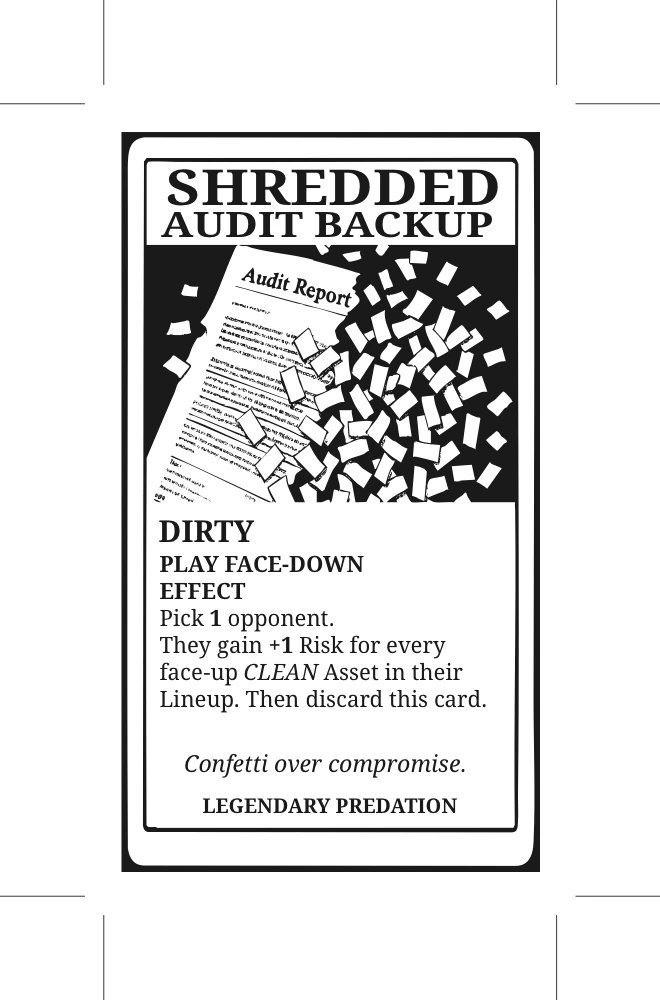 SHREDDED
AUDIT BACKUP
Audit Report
DIRTY
PLAY FACE-DOWN
EFFECT
Pick 1 opponent.
They gain +1 Risk for every
face-up CLEAN Asset in their
Lineup. Then discard this card.
Confetti over compromise.
LEGENDARY PREDATION